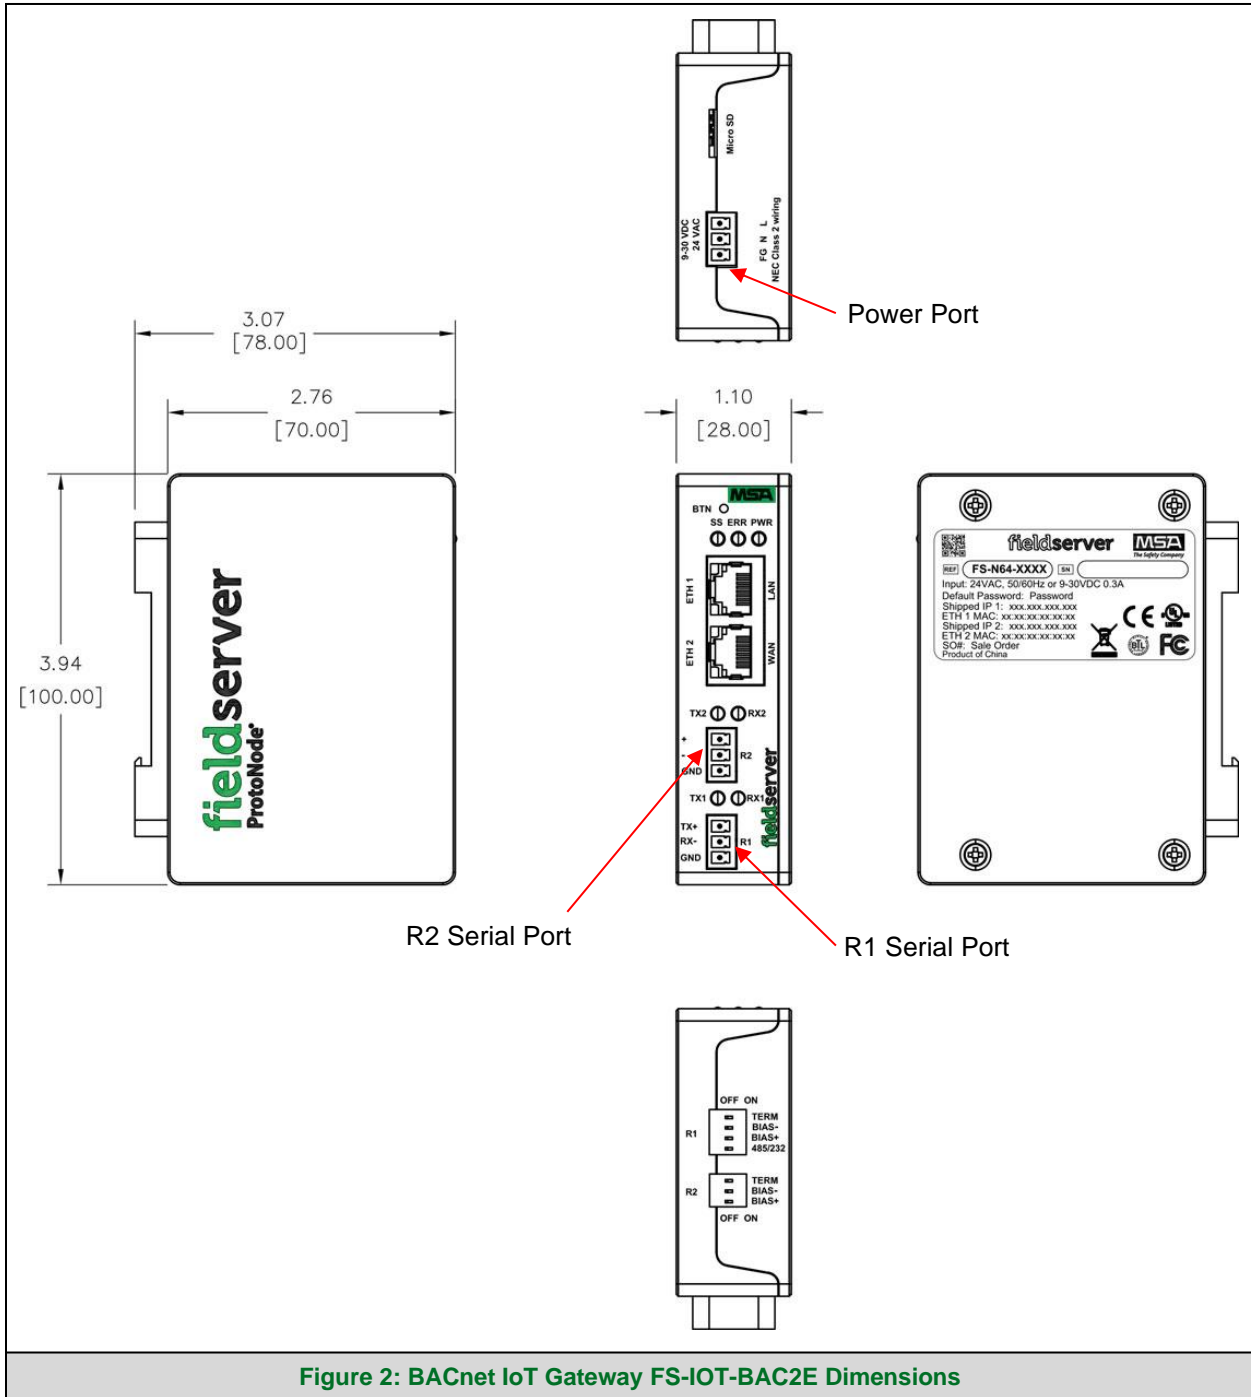 Micro SD
9-30 VDC
24 VAC
FG N L
NEC Class 2 wiring
Power Port
3.07
[78.00]
2.76
[70.00]
1.10
[28.00]
3.94
[100.00]
fieldserver
ProtoNode
MSA
BTN
SS ERR PWR
ETH 1
LAN
ETH 2
WAN
TX2
RX2
+
-
GND
R2
TX1
RX1
TX+
RX-
GND
R1
fieldserver
fieldserver
MSA
The Safety Company
REF FS-N64-XXXX SN
Input: 24VAC, 50/60Hz or 9-30VDC 0.3A
Default Password: Password
Shipped IP 1: xxx.xxx.xxx.xxx
ETH 1 MAC: xx:xx:xx:xx:xx:xx
Shipped IP 2: xxx.xxx.xxx.xxx
ETH 2 MAC: xx:xx:xx:xx:xx:xx
SO#: Sale Order
Product of China
CE
UL
LISTED
BTL
FC
R2 Serial Port
R1 Serial Port
OFF ON
R1
TERM
BIAS-
BIAS+
485/232
R2
TERM
BIAS-
BIAS+
OFF ON
Figure 2: BACnet IoT Gateway FS-IOT-BAC2E Dimensions